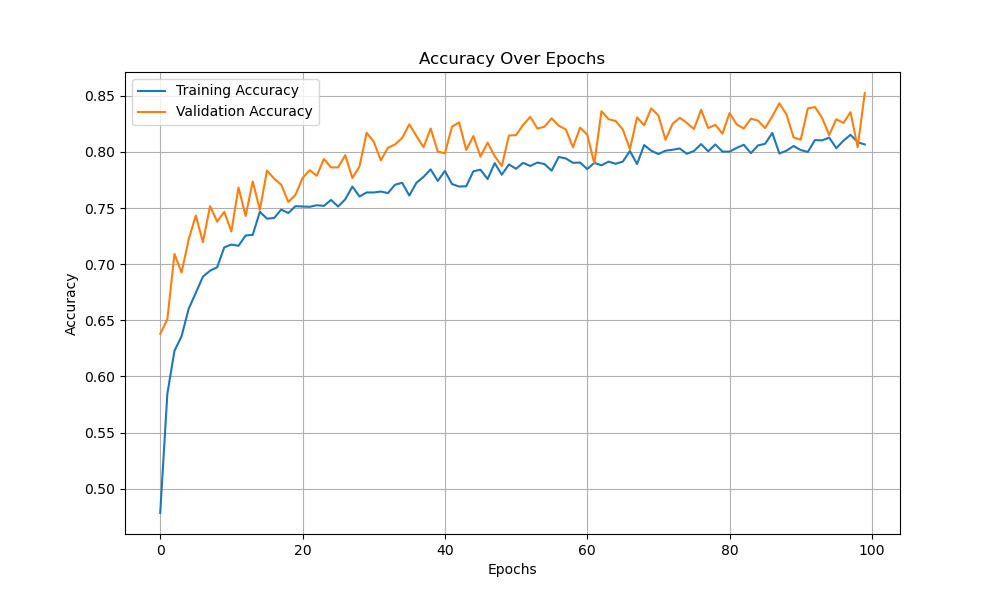 Accuracy Over Epochs
Training Accuracy
Validation Accuracy
0.85
0.80
0.75
0.70
0.65
0.60
0.55
0.50
Accuracy
0 20 40 60 80 100
Epochs